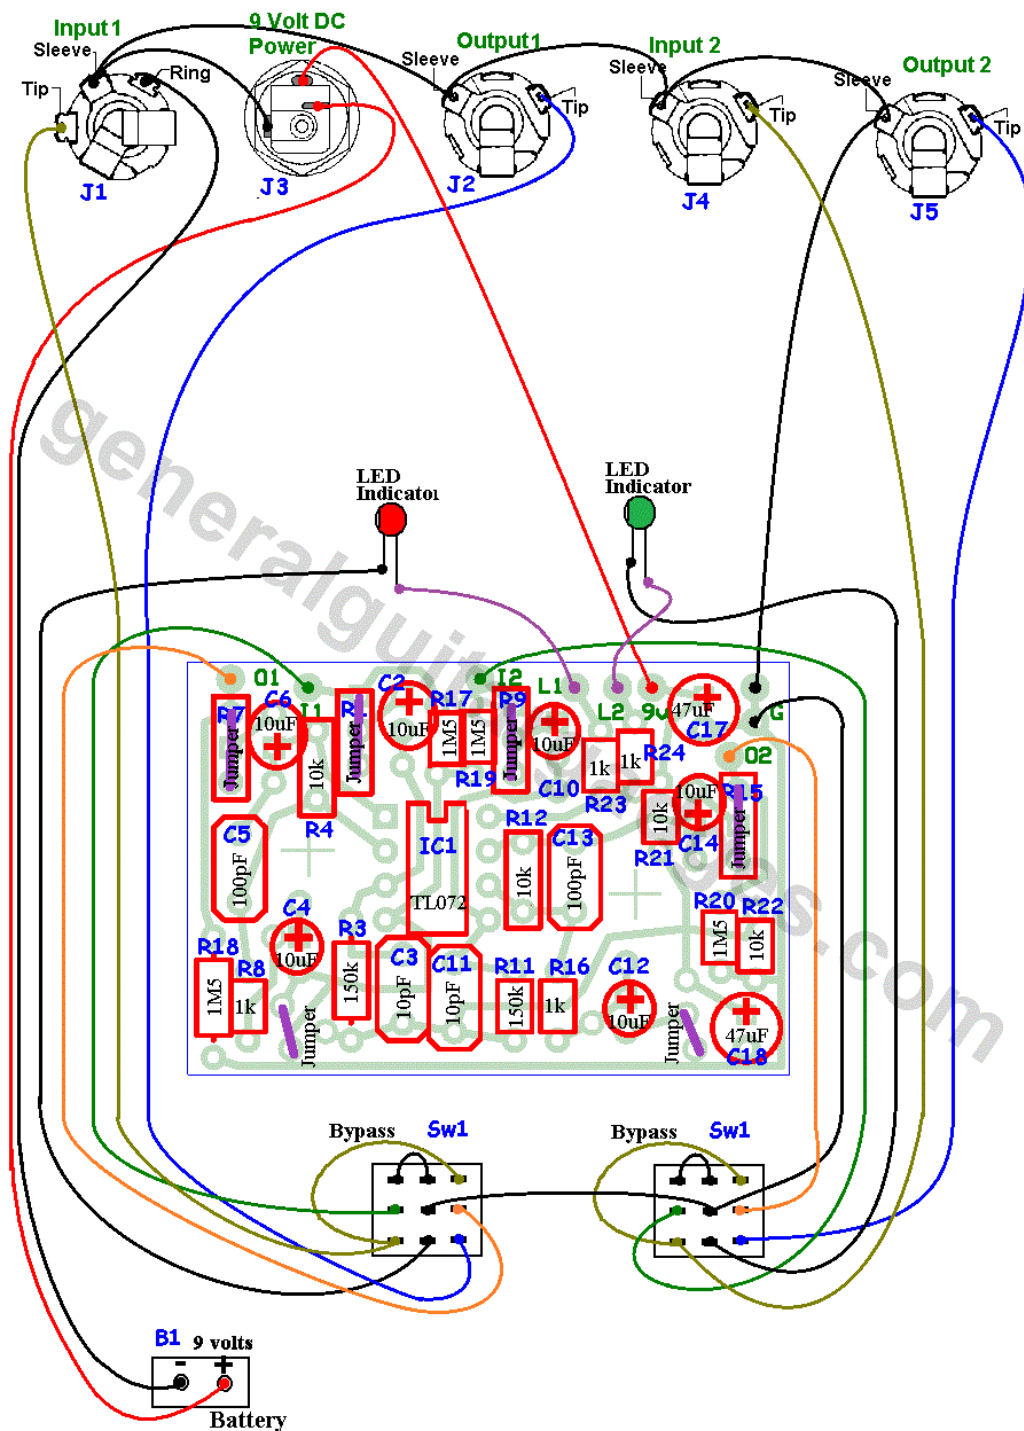 Input 1
9 Volt DC
Power
Output1
Input 2
Output 2
Sleeve
Ring
Tip
Sleeve
Tip
Sleeve
Tip
Sleeve
Tip
J1
J3
J2
J4
J5
generalguitargages.com
LED
Indicator
LED
Indicator
O1
I1
I2
L1
L2
9v
G
O2
R7
Jumper
C6
10uF
R1
Jumper
C2
10uF
R17
1M5
1M5
R19
R9
Jumper
10uF
C10
1k
R23
1k
R24
47uF
C17
10k
R4
C5
100pF
IC1
TL072
R12
10k
C13
100pF
10k
R21
10uF
C14
R15
Jumper
C4
10uF
R3
150k
C3
10pF
C11
10pF
R11
150k
R16
1k
C12
10uF
R20
1M5
R22
10k
R18
1M5
R8
1k
Jumper
Jumper
47uF
C18
Bypass
Sw1
Bypass
Sw1
B1
9 volts
- +
Battery